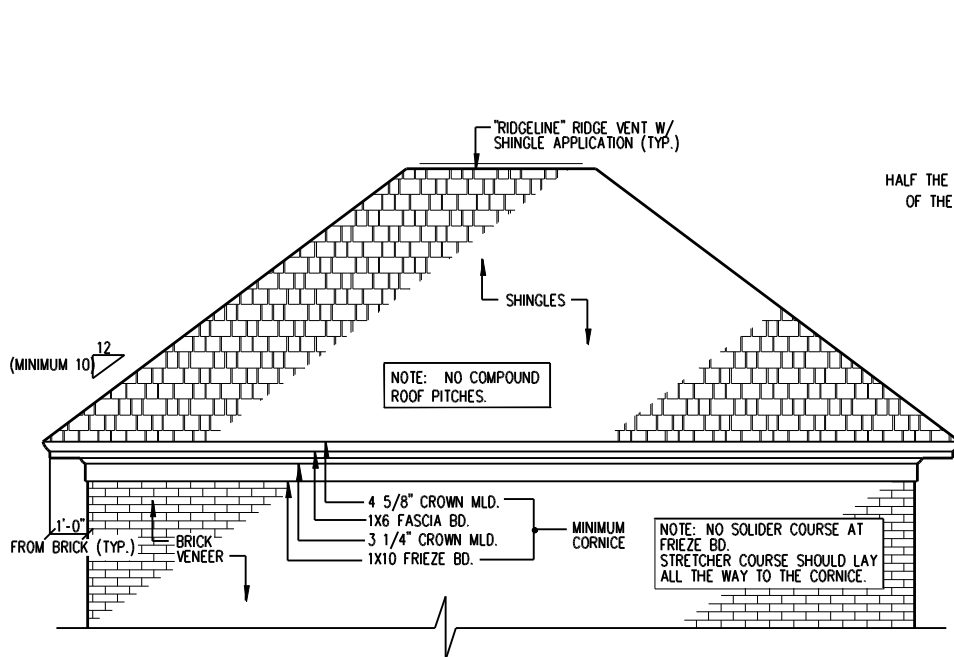 "RIDGELINE" RIDGE VENT W/
SHINGLE APPLICATION (TYP.)
HALF THE
OF THE
SHINGLES
12
(MINIMUM 10)
NOTE: NO COMPOUND
ROOF PITCHES.
4 5/8" CROWN MLD.
1X6 FASCIA BD.
3 1/4" CROWN MLD.
1X10 FRIEZE BD.
MINIMUM
CORNICE
1'-0"
FROM BRICK (TYP.)
BRICK
VENEER
NOTE: NO SOLIDER COURSE AT
FRIEZE BD.
STRETCHER COURSE SHOULD LAY
ALL THE WAY TO THE CORNICE.